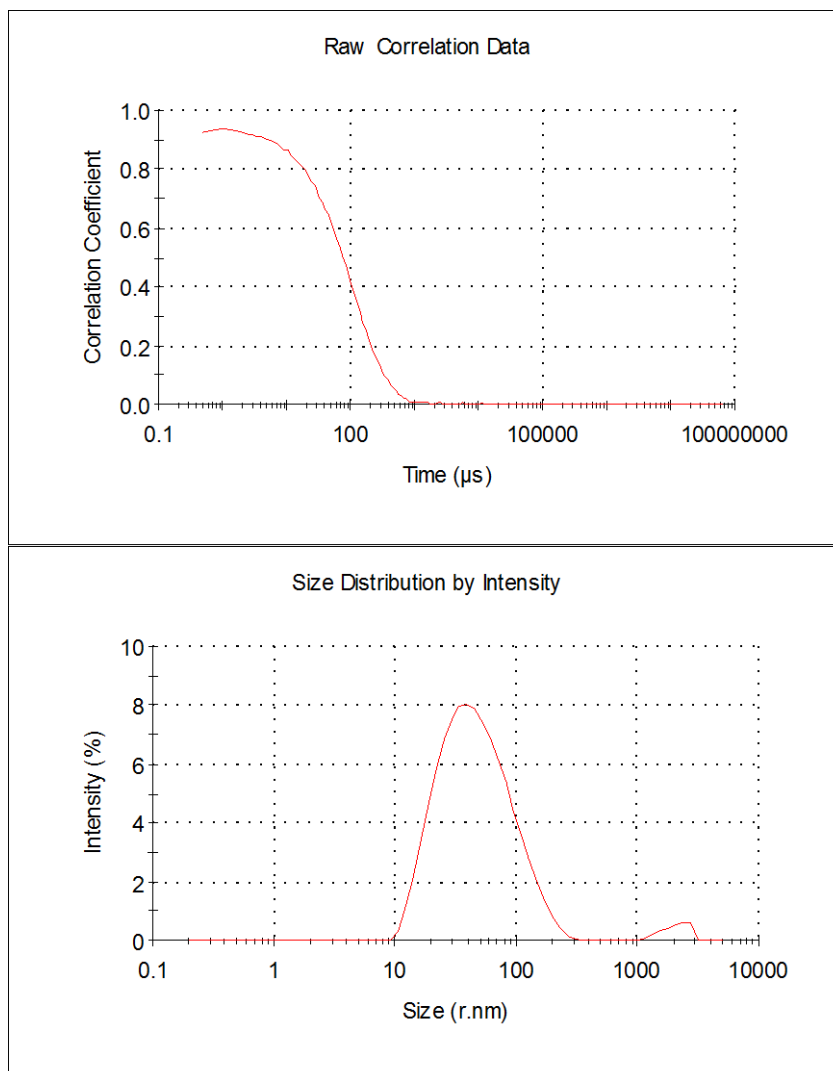 Raw Correlation Data
Correlation Coefficient
1.0
0.8
0.6
0.4
0.2
0.0
0.1 100 100000 100000000
Time (µs)
Size Distribution by Intensity
Intensity (%)
10
8
6
4
2
0
0.1 1 10 100 1000 10000
Size (r.nm)